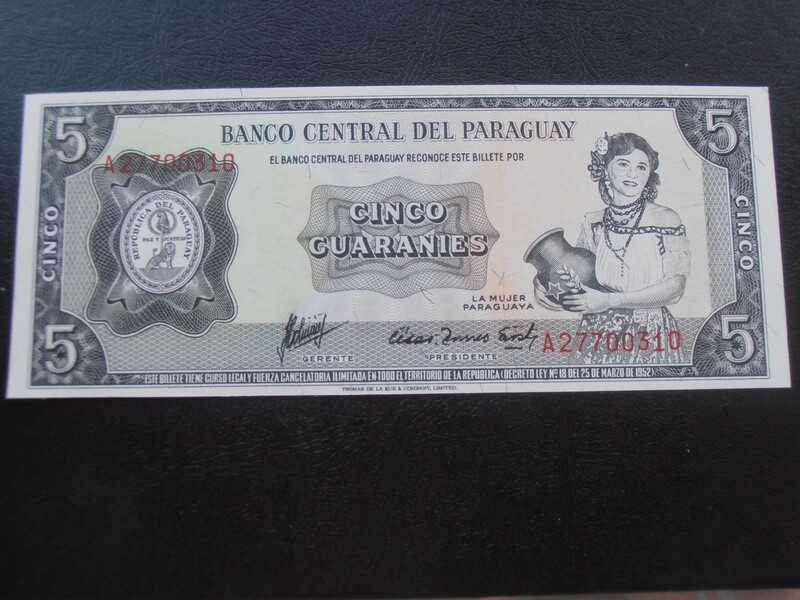 5
BANCO CENTRAL DEL PARAGUAY
5
A27700310
EL BANCO CENTRAL DEL PARAGUAY RECONOCE ESTE BILLETE POR
CINCO
REPÚBLICA DEL PARAGUAY
PAZ Y JUSTICIA
CINCO
GUARANIES
CINCO
LA MUJER
PARAGUAYA
5
GERENTE
PRESIDENTE
A27700310
5
ESTE BILLETE TIENE CURSO LEGAL Y FUERZA CANCELATORIA ILIMITADA EN TODO EL TERRITORIO DE LA REPUBLICA (DECRETO LEY Nº 18 DEL 25 DE MARZO DE 1952)
THOMAS DE LA RUE & COMPANY, LIMITED.